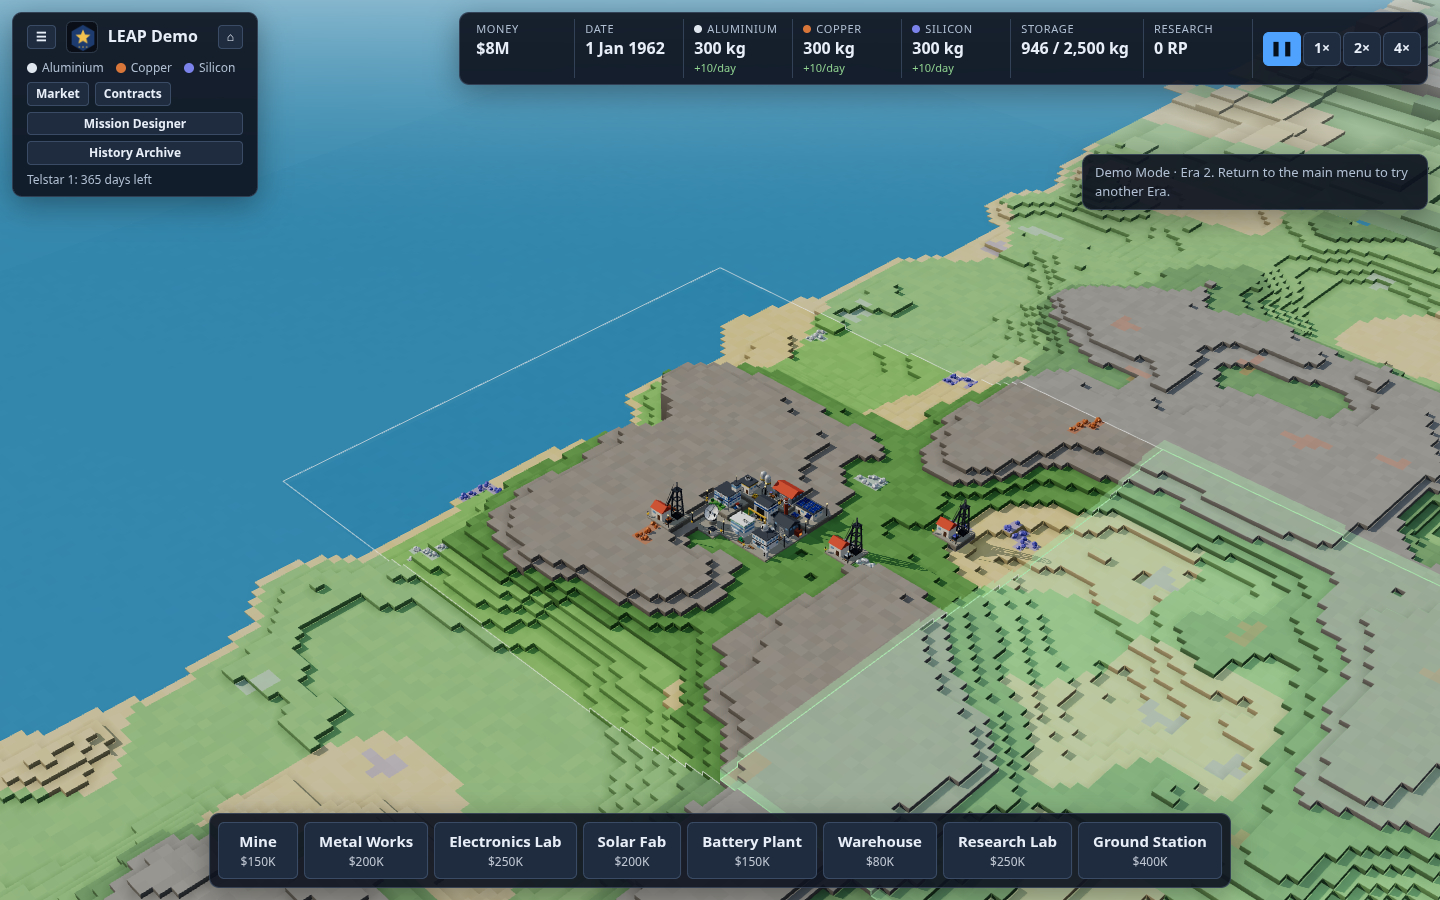 ☰ LEAP Demo ⌂
Aluminium Copper Silicon
Market Contracts
Mission Designer
History Archive
Telstar 1: 365 days left
MONEY DATE ALUMINIUM COPPER SILICON STORAGE RESEARCH
$8M 1 Jan 1962 300 kg 300 kg 300 kg 946 / 2,500 kg 0 RP 1× 2× 4×
+10/day +10/day +10/day
Demo Mode · Era 2. Return to the main menu to try
another Era.
Mine Metal Works Electronics Lab Solar Fab Battery Plant Warehouse Research Lab Ground Station
$150K $200K $250K $200K $150K $80K $250K $400K